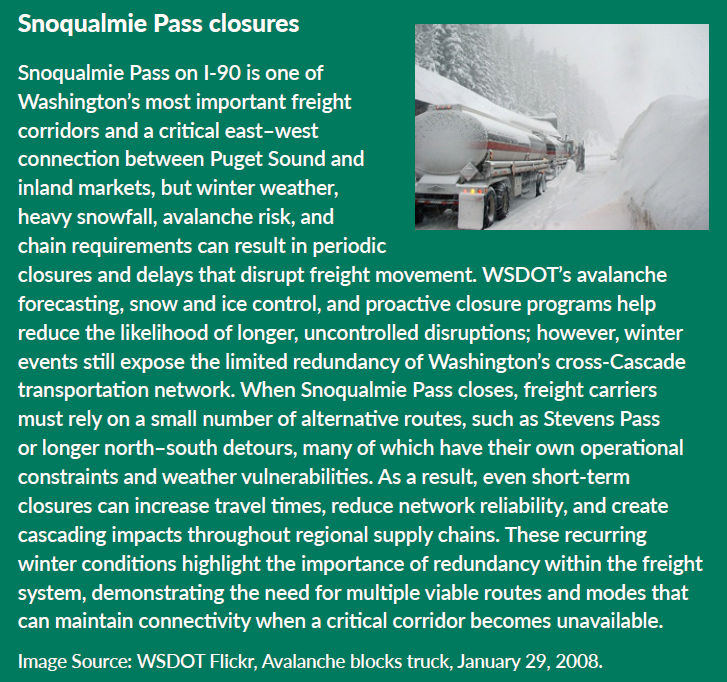 Snoqualmie Pass closures
Snoqualmie Pass on I-90 is one of
Washington’s most important freight
corridors and a critical east–west
connection between Puget Sound and
inland markets, but winter weather,
heavy snowfall, avalanche risk, and
chain requirements can result in periodic
closures and delays that disrupt freight movement. WSDOT’s avalanche
forecasting, snow and ice control, and proactive closure programs help
reduce the likelihood of longer, uncontrolled disruptions; however, winter
events still expose the limited redundancy of Washington’s cross-Cascade
transportation network. When Snoqualmie Pass closes, freight carriers
must rely on a small number of alternative routes, such as Stevens Pass
or longer north–south detours, many of which have their own operational
constraints and weather vulnerabilities. As a result, even short-term
closures can increase travel times, reduce network reliability, and create
cascading impacts throughout regional supply chains. These recurring
winter conditions highlight the importance of redundancy within the freight
system, demonstrating the need for multiple viable routes and modes that
can maintain connectivity when a critical corridor becomes unavailable.
Image Source: WSDOT Flickr, Avalanche blocks truck, January 29, 2008.